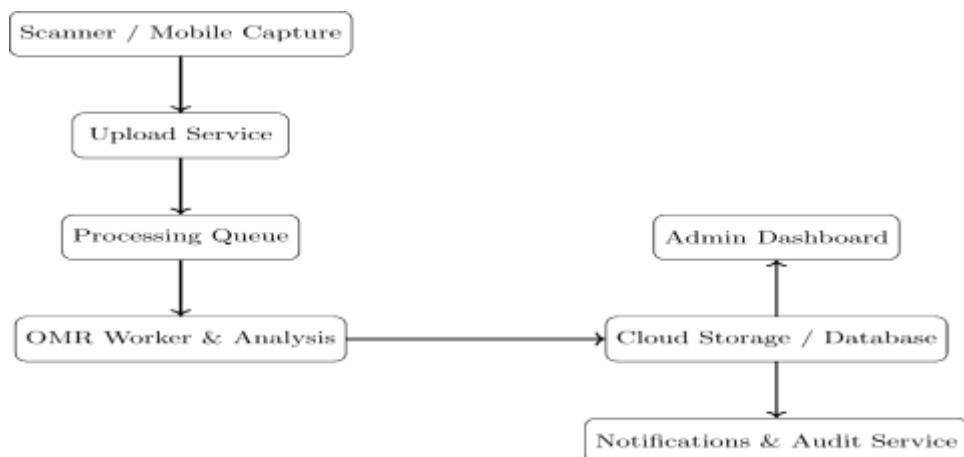 Scanner / Mobile Capture
Upload Service
Processing Queue
Admin Dashboard
OMR Worker & Analysis
Cloud Storage / Database
Notifications & Audit Service